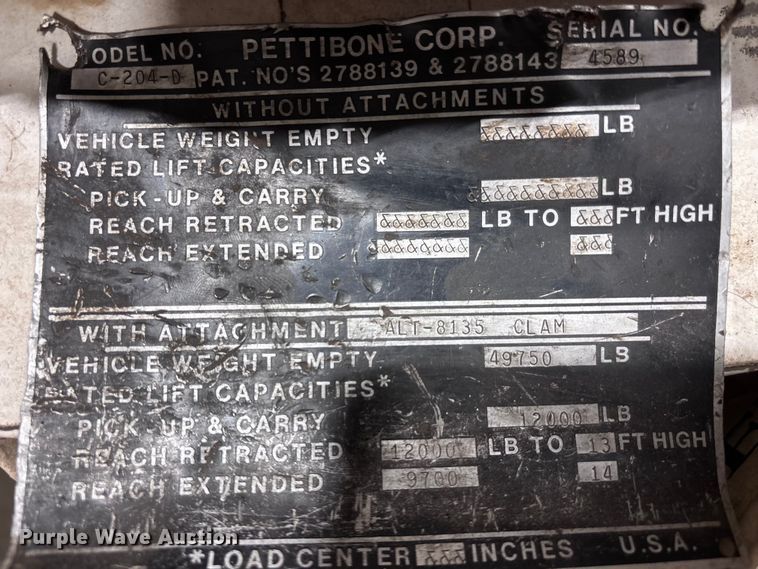 MODEL NO. PETTIBONE CORP. SERIAL NO.
C-204-D PAT. NO'S 2788139 & 2788143 4589
WITHOUT ATTACHMENTS
VEHICLE WEIGHT EMPTY &&&&&&&& LB
RATED LIFT CAPACITIES*
PICK-UP & CARRY &&&&&&&&&& LB
REACH RETRACTED &&&&&&& LB TO &&& FT HIGH
REACH EXTENDED &&&&&&&& &&&
WITH ATTACHMENT ALT-8135 CLAM
VEHICLE WEIGHT EMPTY 49750 LB
RATED LIFT CAPACITIES*
PICK-UP & CARRY 12000 LB
REACH RETRACTED 12000 LB TO 13 FT HIGH
REACH EXTENDED 9700 14
*LOAD CENTER &&& INCHES U.S.A.
Purple Wave Auction